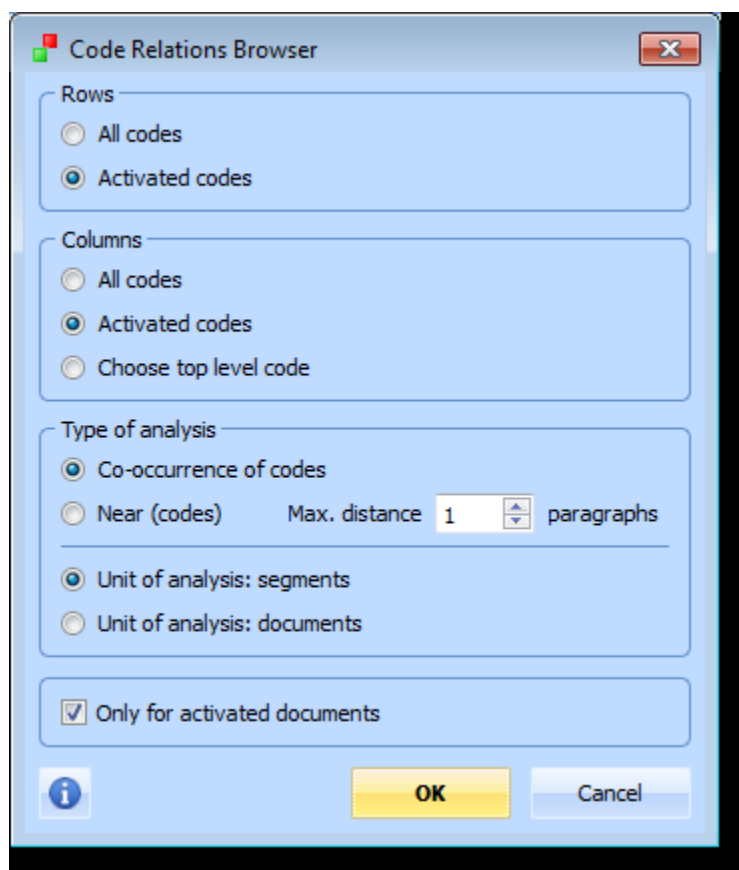 Code Relations Browser
Rows
All codes
Activated codes
Columns
All codes
Activated codes
Choose top level code
Type of analysis
Co-occurrence of codes
Near (codes) Max. distance 1 paragraphs
Unit of analysis: segments
Unit of analysis: documents
Only for activated documents
OK Cancel